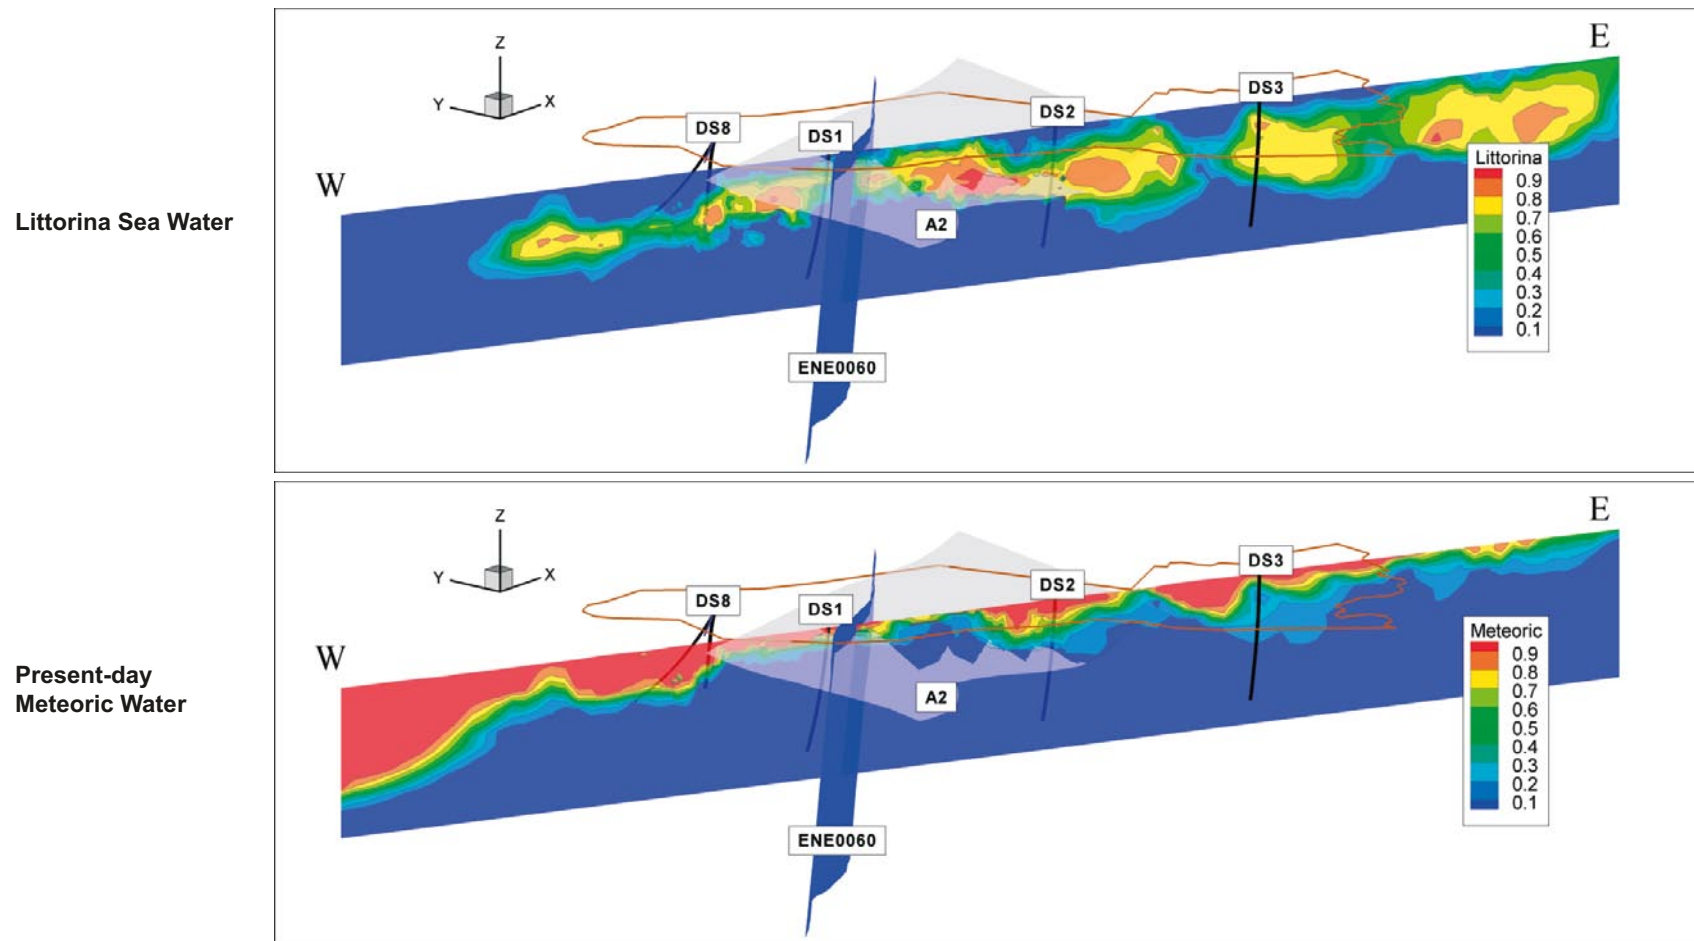 Littorina Sea Water
Z
Y
X
W
E
DS8
DS1
DS2
DS3
A2
ENE0060
Littorina
0.9
0.8
0.7
0.6
0.5
0.4
0.3
0.2
0.1
Present-day
Meteoric Water
Z
Y
X
W
E
DS8
DS1
DS2
DS3
A2
ENE0060
Meteoric
0.9
0.8
0.7
0.6
0.5
0.4
0.3
0.2
0.1